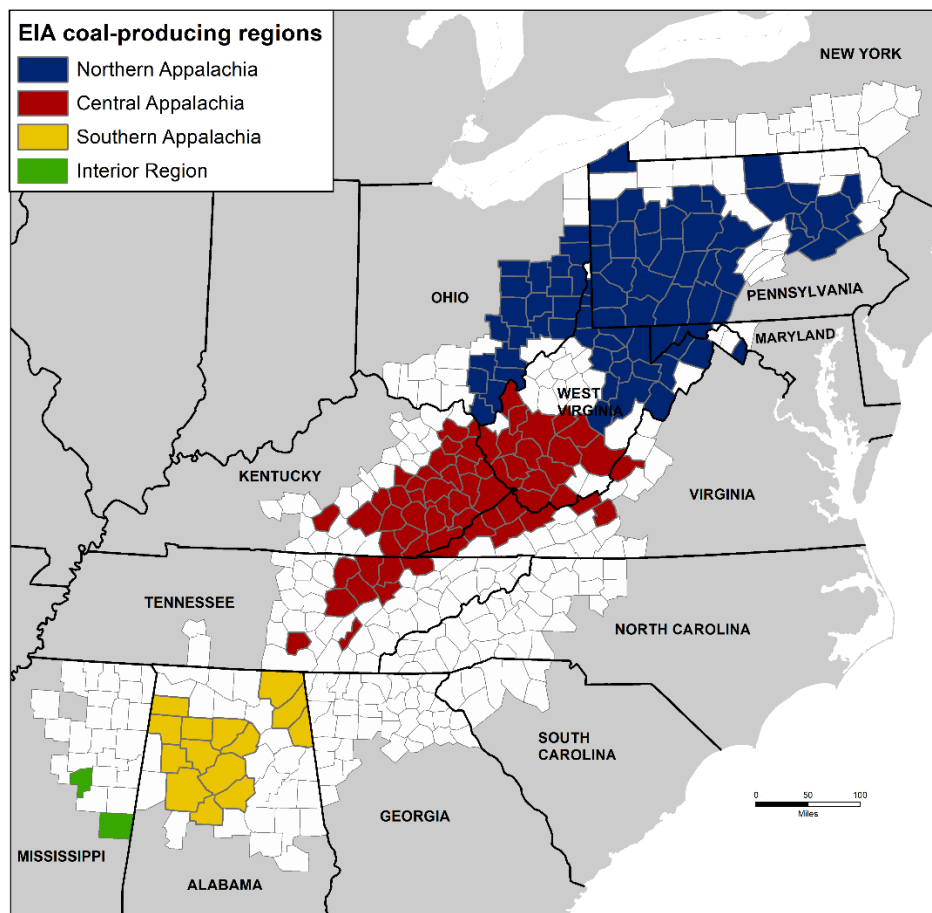 EIA coal-producing regions
Northern Appalachia
Central Appalachia
Southern Appalachia
Interior Region
NEW YORK
PENNSYLVANIA
OHIO
MARYLAND
WEST
VIRGINIA
KENTUCKY
VIRGINIA
TENNESSEE
NORTH CAROLINA
SOUTH
CAROLINA
GEORGIA
MISSISSIPPI
ALABAMA
0 50 100
Miles